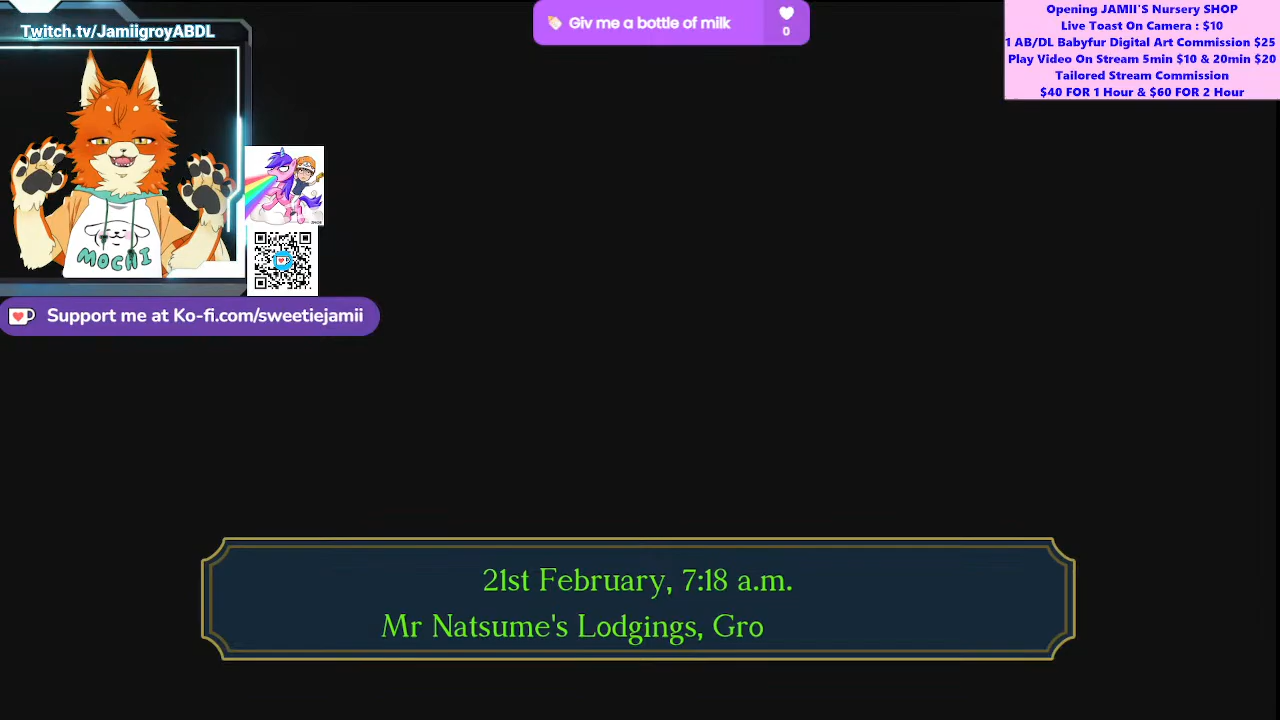 Twitch.tv/JamiigroyABDL
Giv me a bottle of milk
0
Opening JAMII'S Nursery SHOP
Live Toast On Camera : $10
1 AB/DL Babyfur Digital Art Commission $25
Play Video On Stream 5min $10 & 20min $20
Tailored Stream Commission
$40 FOR 1 Hour & $60 FOR 2 Hour
MOCHI
Support me at Ko-fi.com/sweetiejamii
21st February, 7:18 a.m.
Mr Natsume's Lodgings, Gro